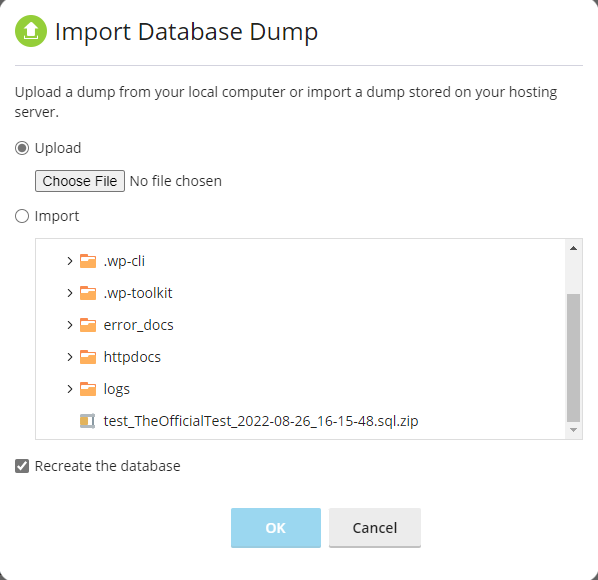 Import Database Dump
Upload a dump from your local computer or import a dump stored on your hosting
server.
Upload
Choose File No file chosen
Import
.wp-cli
.wp-toolkit
error_docs
httpdocs
logs
test_TheOfficialTest_2022-08-26_16-15-48.sql.zip
Recreate the database
OK Cancel